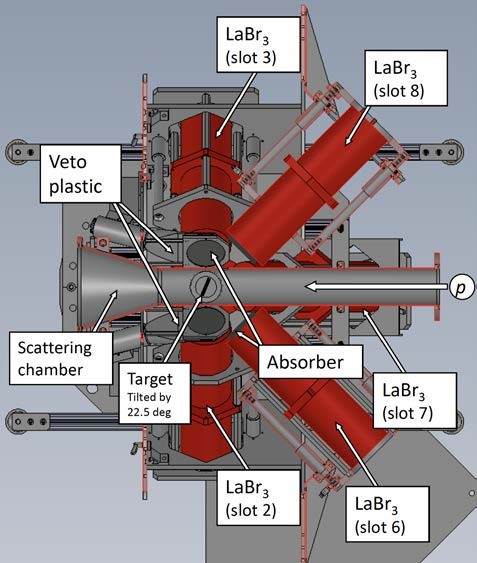 LaBr3
(slot 3)
LaBr3
(slot 8)
Veto
plastic
p
Scattering
chamber
Target
Tilted by
22.5 deg
Absorber
LaBr3
(slot 7)
LaBr3
(slot 2)
LaBr3
(slot 6)